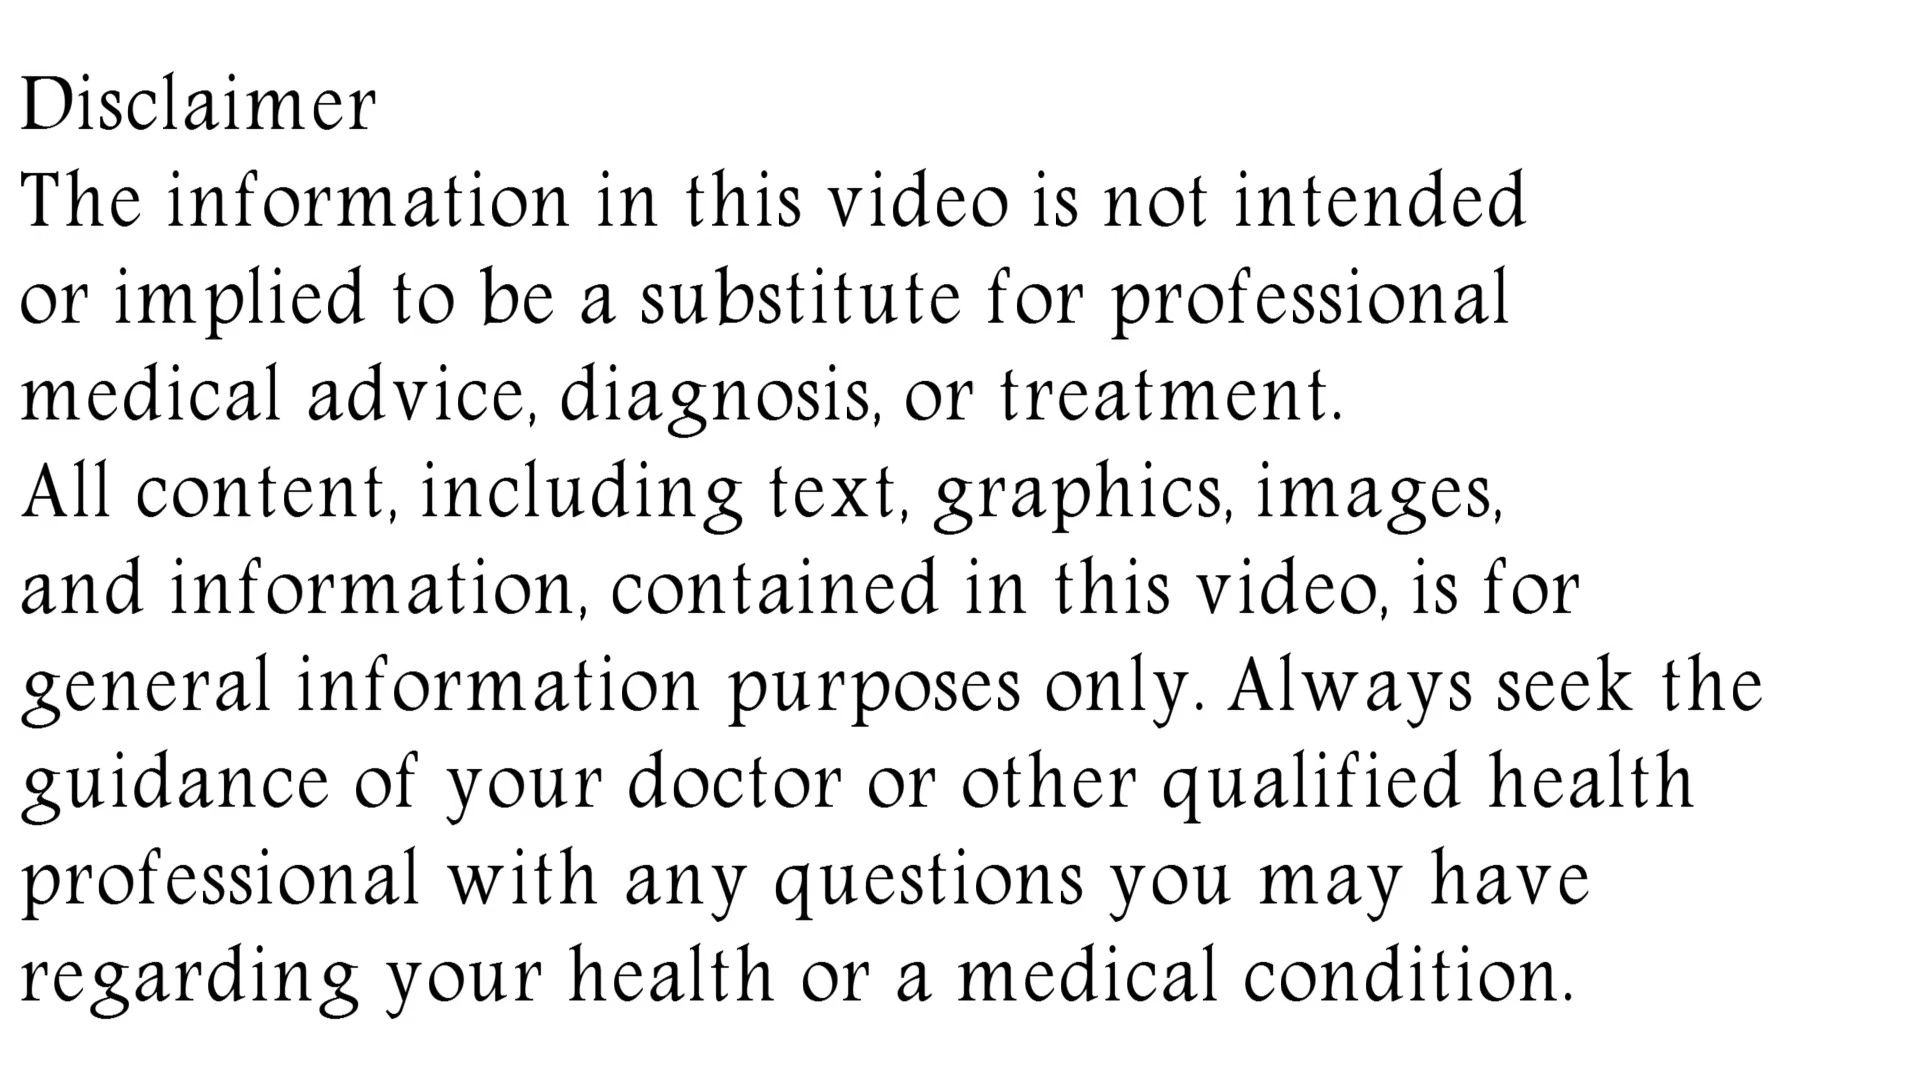 Disclaimer
The information in this video is not intended
or implied to be a substitute for professional
medical advice, diagnosis, or treatment.
All content, including text, graphics, images,
and information, contained in this video, is for
general information purposes only. Always seek the
guidance of your doctor or other qualified health
professional with any questions you may have
regarding your health or a medical condition.